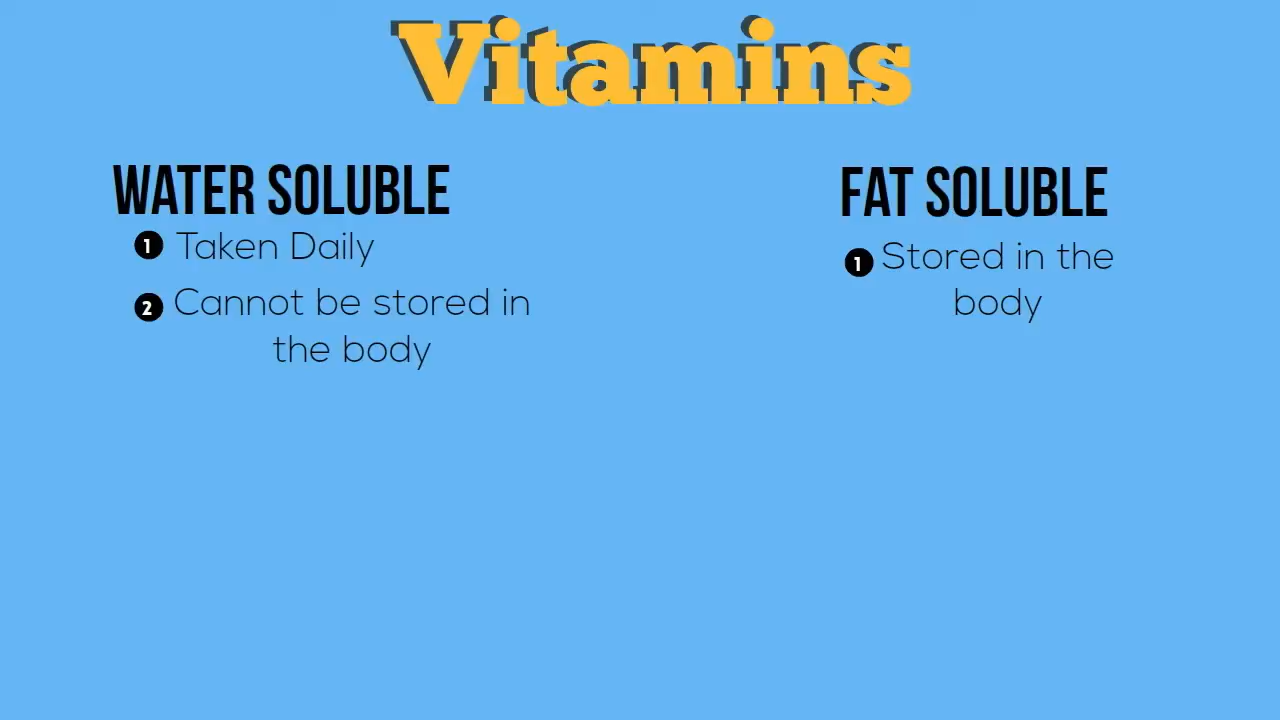 Vitamins
WATER SOLUBLE
1 Taken Daily
2 Cannot be stored in
the body
FAT SOLUBLE
1 Stored in the
body